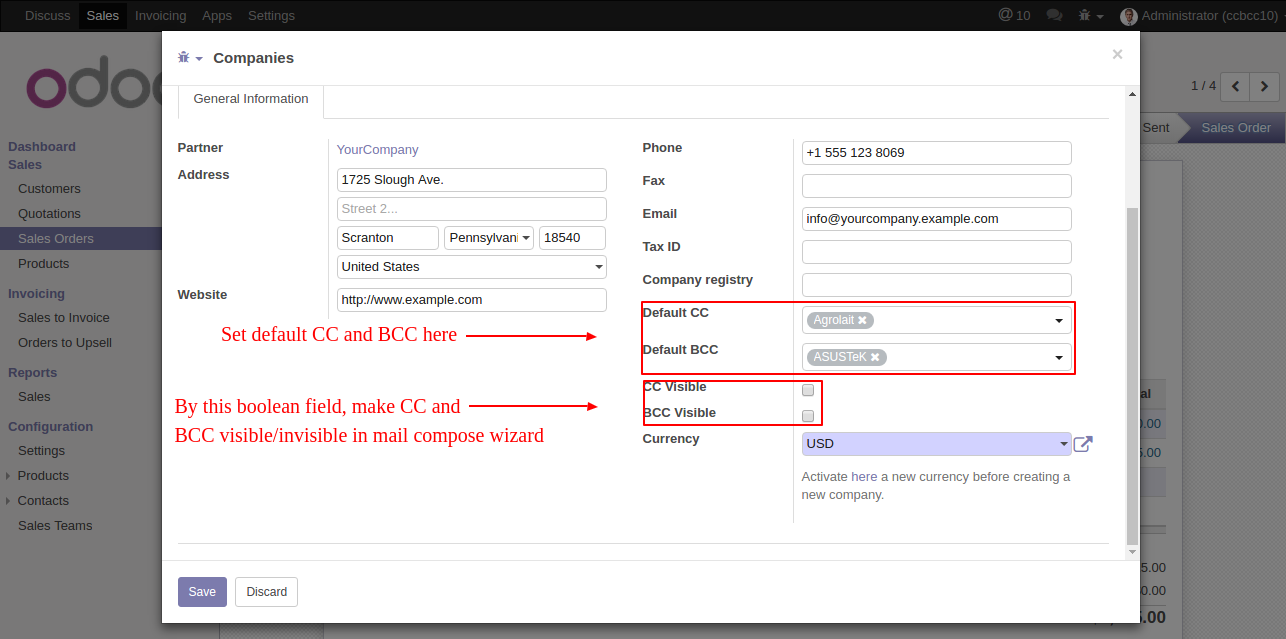 Discuss Sales Invoicing Apps Settings @ 10 Administrator (ccbcc10)
odoo
Companies ×
1 / 4
General Information
Sent Sales Order
Dashboard
Sales
Customers
Quotations
Sales Orders
Products
Invoicing
Sales to Invoice
Orders to Upsell
Reports
Sales
Configuration
Settings
Products
Contacts
Sales Teams
Partner YourCompany
Address 1725 Slough Ave.
Street 2...
Scranton Pennsylvani 18540
United States
Website http://www.example.com
Set default CC and BCC here
By this boolean field, make CC and
BCC visible/invisible in mail compose wizard
Phone +1 555 123 8069
Fax
Email info@yourcompany.example.com
Tax ID
Company registry
Default CC Agrolait ✖
Default BCC ASUSTeK ✖
CC Visible
BCC Visible
Currency USD
Activate here a new currency before creating a
new company.
al
0.00
5.00
5.00
0.00
5.00
Save Discard